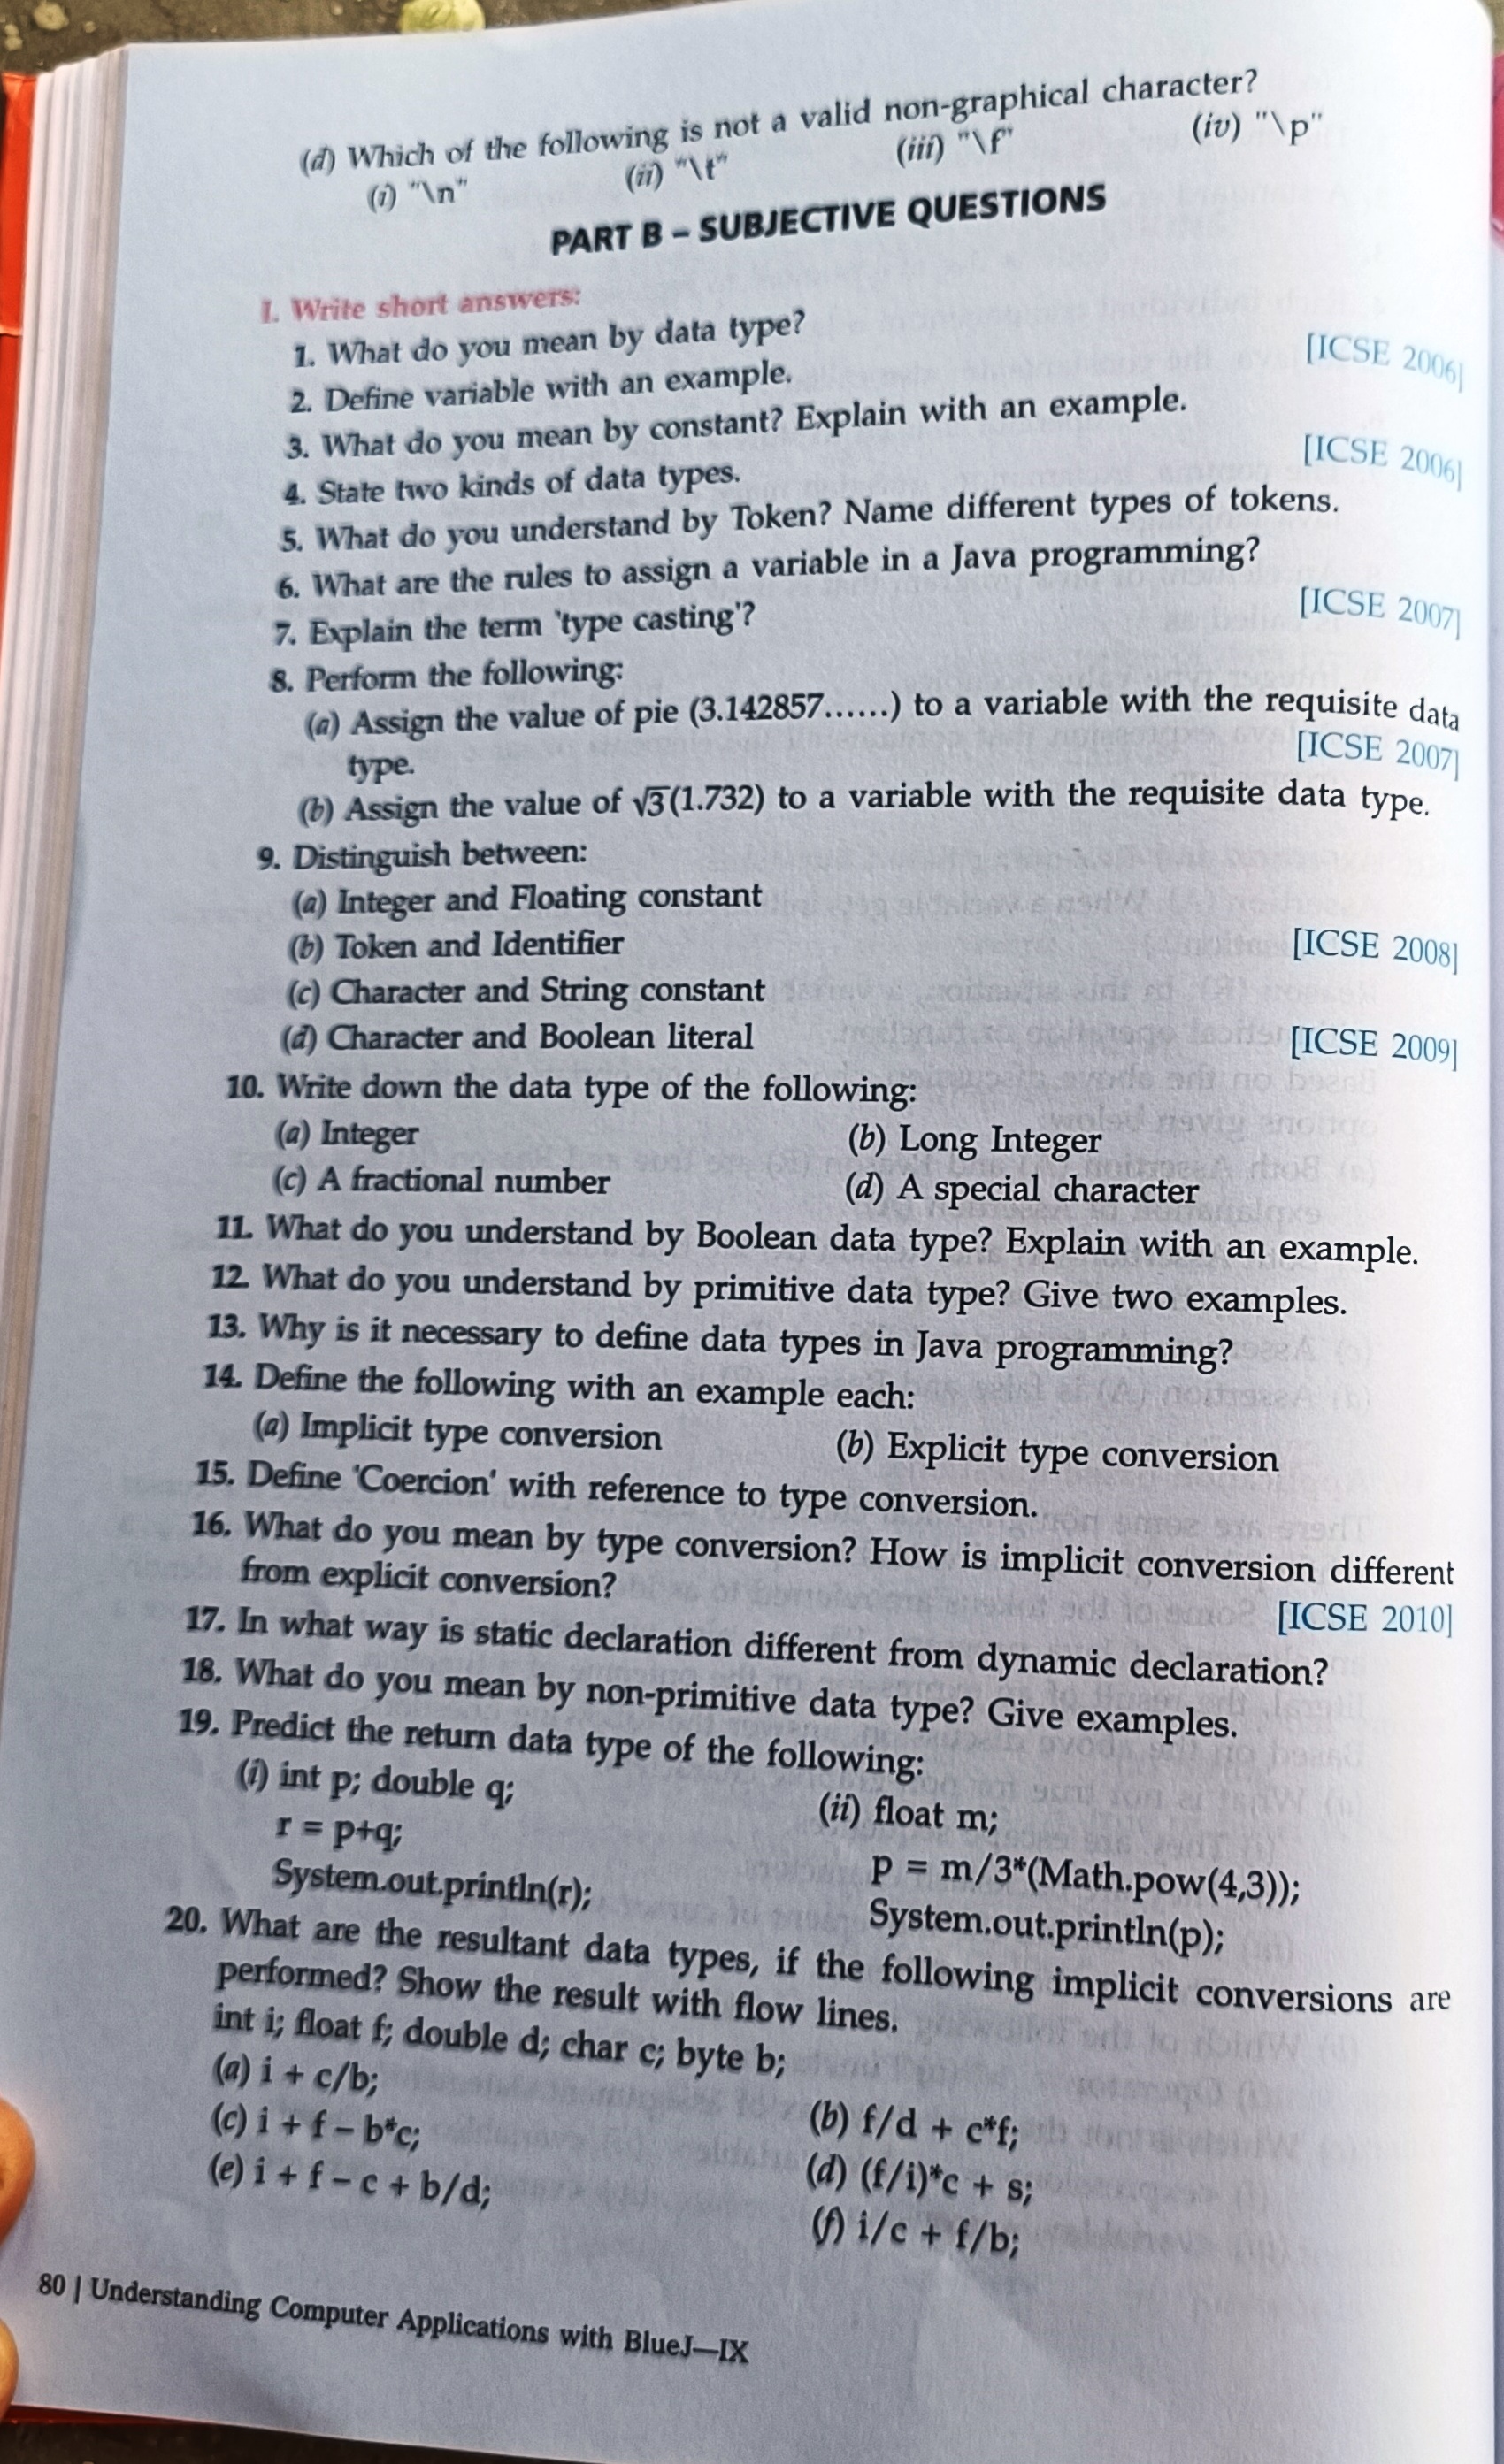 (d) Which of the following is not a valid non-graphical character?
(i) "\n" (ii) "\t" (iii) "\f" (iv) "\p"
PART B – SUBJECTIVE QUESTIONS
I. Write short answers:
1. What do you mean by data type? [ICSE 2006]
2. Define variable with an example.
3. What do you mean by constant? Explain with an example.
4. State two kinds of data types. [ICSE 2006]
5. What do you understand by Token? Name different types of tokens.
6. What are the rules to assign a variable in a Java programming?
7. Explain the term 'type casting'? [ICSE 2007]
8. Perform the following:
(a) Assign the value of pie (3.142857......) to a variable with the requisite data
type. [ICSE 2007]
(b) Assign the value of √3(1.732) to a variable with the requisite data type.
9. Distinguish between:
(a) Integer and Floating constant
(b) Token and Identifier [ICSE 2008]
(c) Character and String constant
(d) Character and Boolean literal [ICSE 2009]
10. Write down the data type of the following:
(a) Integer (b) Long Integer
(c) A fractional number (d) A special character
11. What do you understand by Boolean data type? Explain with an example.
12. What do you understand by primitive data type? Give two examples.
13. Why is it necessary to define data types in Java programming?
14. Define the following with an example each:
(a) Implicit type conversion (b) Explicit type conversion
15. Define 'Coercion' with reference to type conversion.
16. What do you mean by type conversion? How is implicit conversion different
from explicit conversion? [ICSE 2010]
17. In what way is static declaration different from dynamic declaration?
18. What do you mean by non-primitive data type? Give examples.
19. Predict the return data type of the following:
(i) int p; double q; (ii) float m;
r = p+q; p = m/3*(Math.pow(4,3));
System.out.println(r); System.out.println(p);
20. What are the resultant data types, if the following implicit conversions are
performed? Show the result with flow lines.
int i; float f; double d; char c; byte b;
(a) i + c/b; (b) f/d + c*f;
(c) i + f – b*c; (d) (f/i)*c + s;
(e) i + f – c + b/d; (f) i/c + f/b;
80 | Understanding Computer Applications with BlueJ—IX